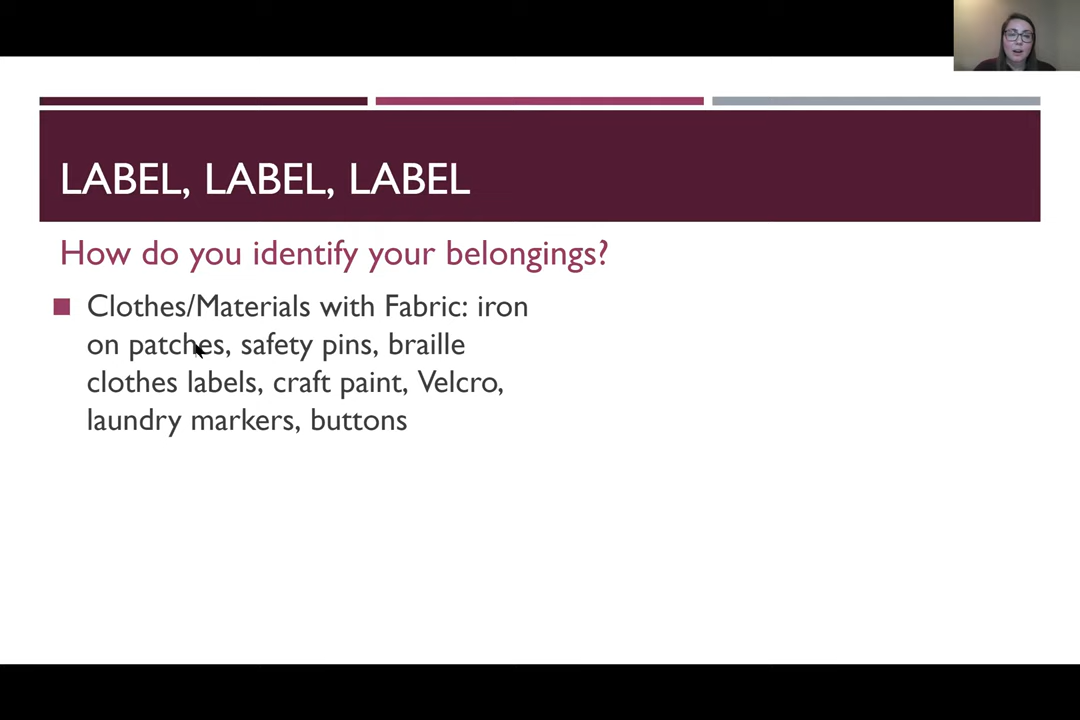 LABEL, LABEL, LABEL
How do you identify your belongings?
Clothes/Materials with Fabric: iron
on patches, safety pins, braille
clothes labels, craft paint, Velcro,
laundry markers, buttons